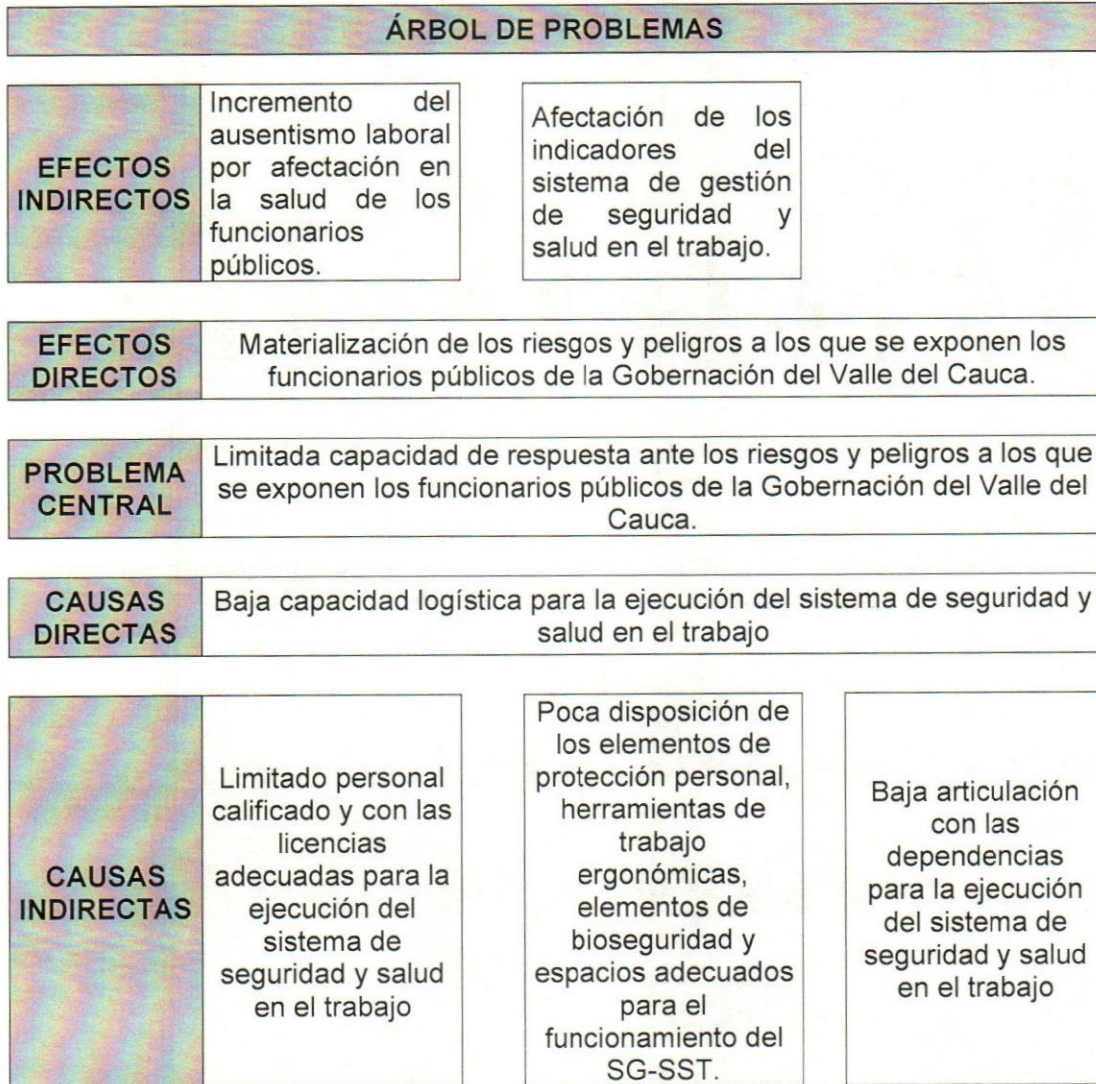 ÁRBOL DE PROBLEMAS
EFECTOS
INDIRECTOS
Incremento del
ausentismo laboral
por afectación en
la salud de los
funcionarios
públicos.
Afectación de los
indicadores del
sistema de gestión
de seguridad y
salud en el trabajo.
EFECTOS
DIRECTOS
Materialización de los riesgos y peligros a los que se exponen los
funcionarios públicos de la Gobernación del Valle del Cauca.
PROBLEMA
CENTRAL
Limitada capacidad de respuesta ante los riesgos y peligros a los que
se exponen los funcionarios públicos de la Gobernación del Valle del
Cauca.
CAUSAS
DIRECTAS
Baja capacidad logística para la ejecución del sistema de seguridad y
salud en el trabajo
CAUSAS
INDIRECTAS
Limitado personal
calificado y con las
licencias
adecuadas para la
ejecución del
sistema de
seguridad y salud
en el trabajo
Poca disposición de
los elementos de
protección personal,
herramientas de
trabajo
ergonómicas,
elementos de
bioseguridad y
espacios adecuados
para el
funcionamiento del
SG-SST.
Baja articulación
con las
dependencias
para la ejecución
del sistema de
seguridad y salud
en el trabajo